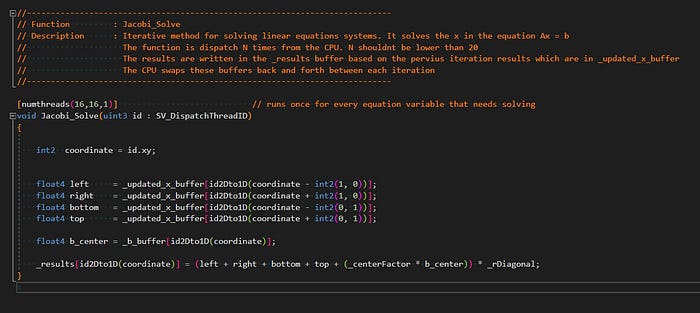 //------------------------------------------------------------------------------
// Function : Jacobi_Solve
// Description : Iterative method for solving linear equations systems. It solves the x in the equation Ax = b
// The function is dispatch N times from the CPU. N shouldnt be lower than 20
// The results are written in the _results buffer based on the pervius iteration results which are in _updated_x_buffer
// The CPU swaps these buffers back and forth between each iteration
//------------------------------------------------------------------------------
[numthreads(16,16,1)] // runs once for every equation variable that needs solving
void Jacobi_Solve(uint3 id : SV_DispatchThreadID)
{
int2 coordinate = id.xy;
float4 left = _updated_x_buffer[id2Dto1D(coordinate - int2(1, 0))];
float4 right = _updated_x_buffer[id2Dto1D(coordinate + int2(1, 0))];
float4 bottom = _updated_x_buffer[id2Dto1D(coordinate - int2(0, 1))];
float4 top = _updated_x_buffer[id2Dto1D(coordinate + int2(0, 1))];
float4 b_center = _b_buffer[id2Dto1D(coordinate)];
_results[id2Dto1D(coordinate)] = (left + right + bottom + top + (_centerFactor * b_center)) * _rDiagonal;
}